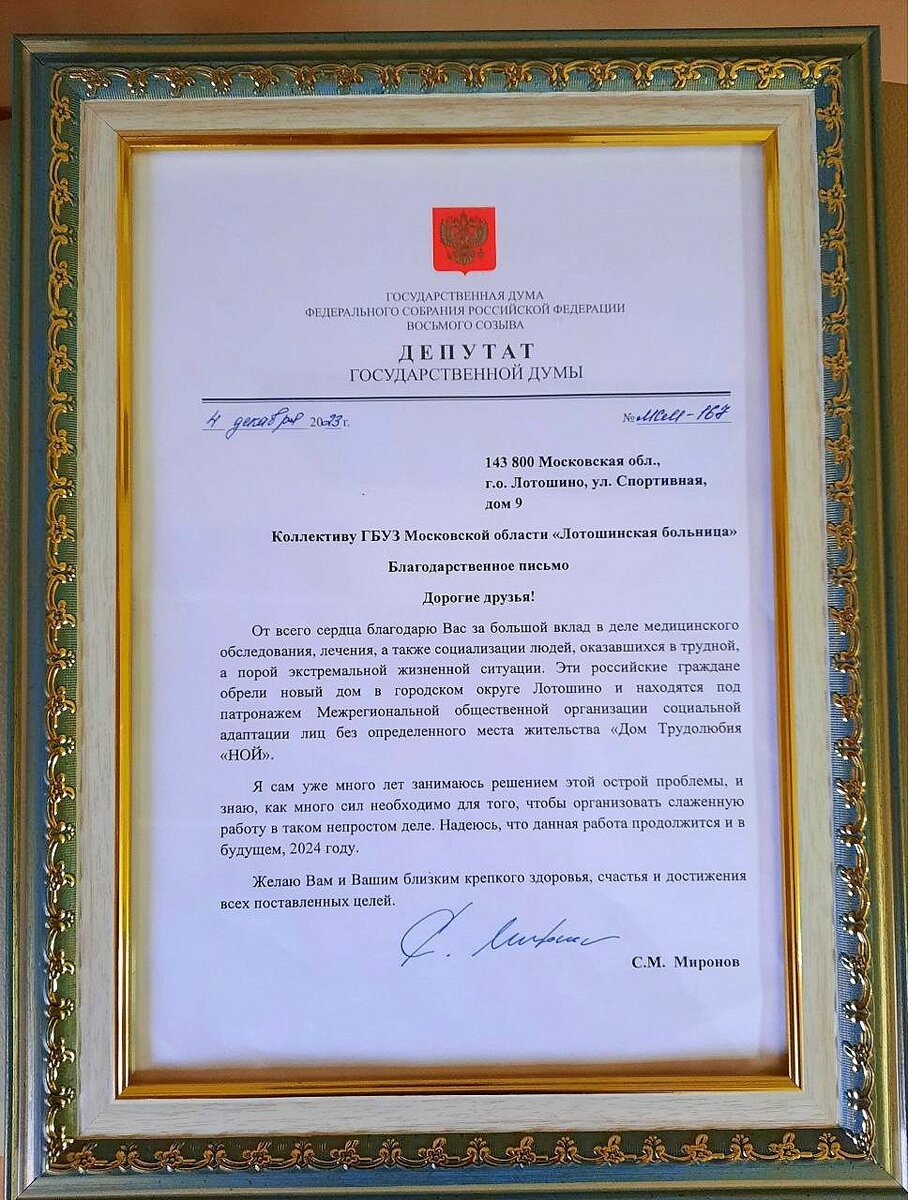 ГОСУДАРСТВЕННАЯ ДУМА
ФЕДЕРАЛЬНОГО СОБРАНИЯ РОССИЙСКОЙ ФЕДЕРАЦИИ
ВОСЬМОГО СОЗЫВА
ДЕПУТАТ
ГОСУДАРСТВЕННОЙ ДУМЫ
4 декабря 2023 г. № МСМ-167
143 800 Московская обл.,
г.о. Лотошино, ул. Спортивная,
дом 9
Коллективу ГБУЗ Московской области «Лотошинская больница»
Благодарственное письмо
Дорогие друзья!
От всего сердца благодарю Вас за большой вклад в деле медицинского
обследования, лечения, а также социализации людей, оказавшихся в трудной,
а порой экстремальной жизненной ситуации. Эти российские граждане
обрели новый дом в городском округе Лотошино и находятся под
патронажем Межрегиональной общественной организации социальной
адаптации лиц без определенного места жительства «Дом Трудолюбия
«НОЙ».
Я сам уже много лет занимаюсь решением этой острой проблемы, и
знаю, как много сил необходимо для того, чтобы организовать слаженную
работу в таком непростом деле. Надеюсь, что данная работа продолжится и в
будущем, 2024 году.
Желаю Вам и Вашим близким крепкого здоровья, счастья и достижения
всех поставленных целей.
С. Миронов
С.М. Миронов